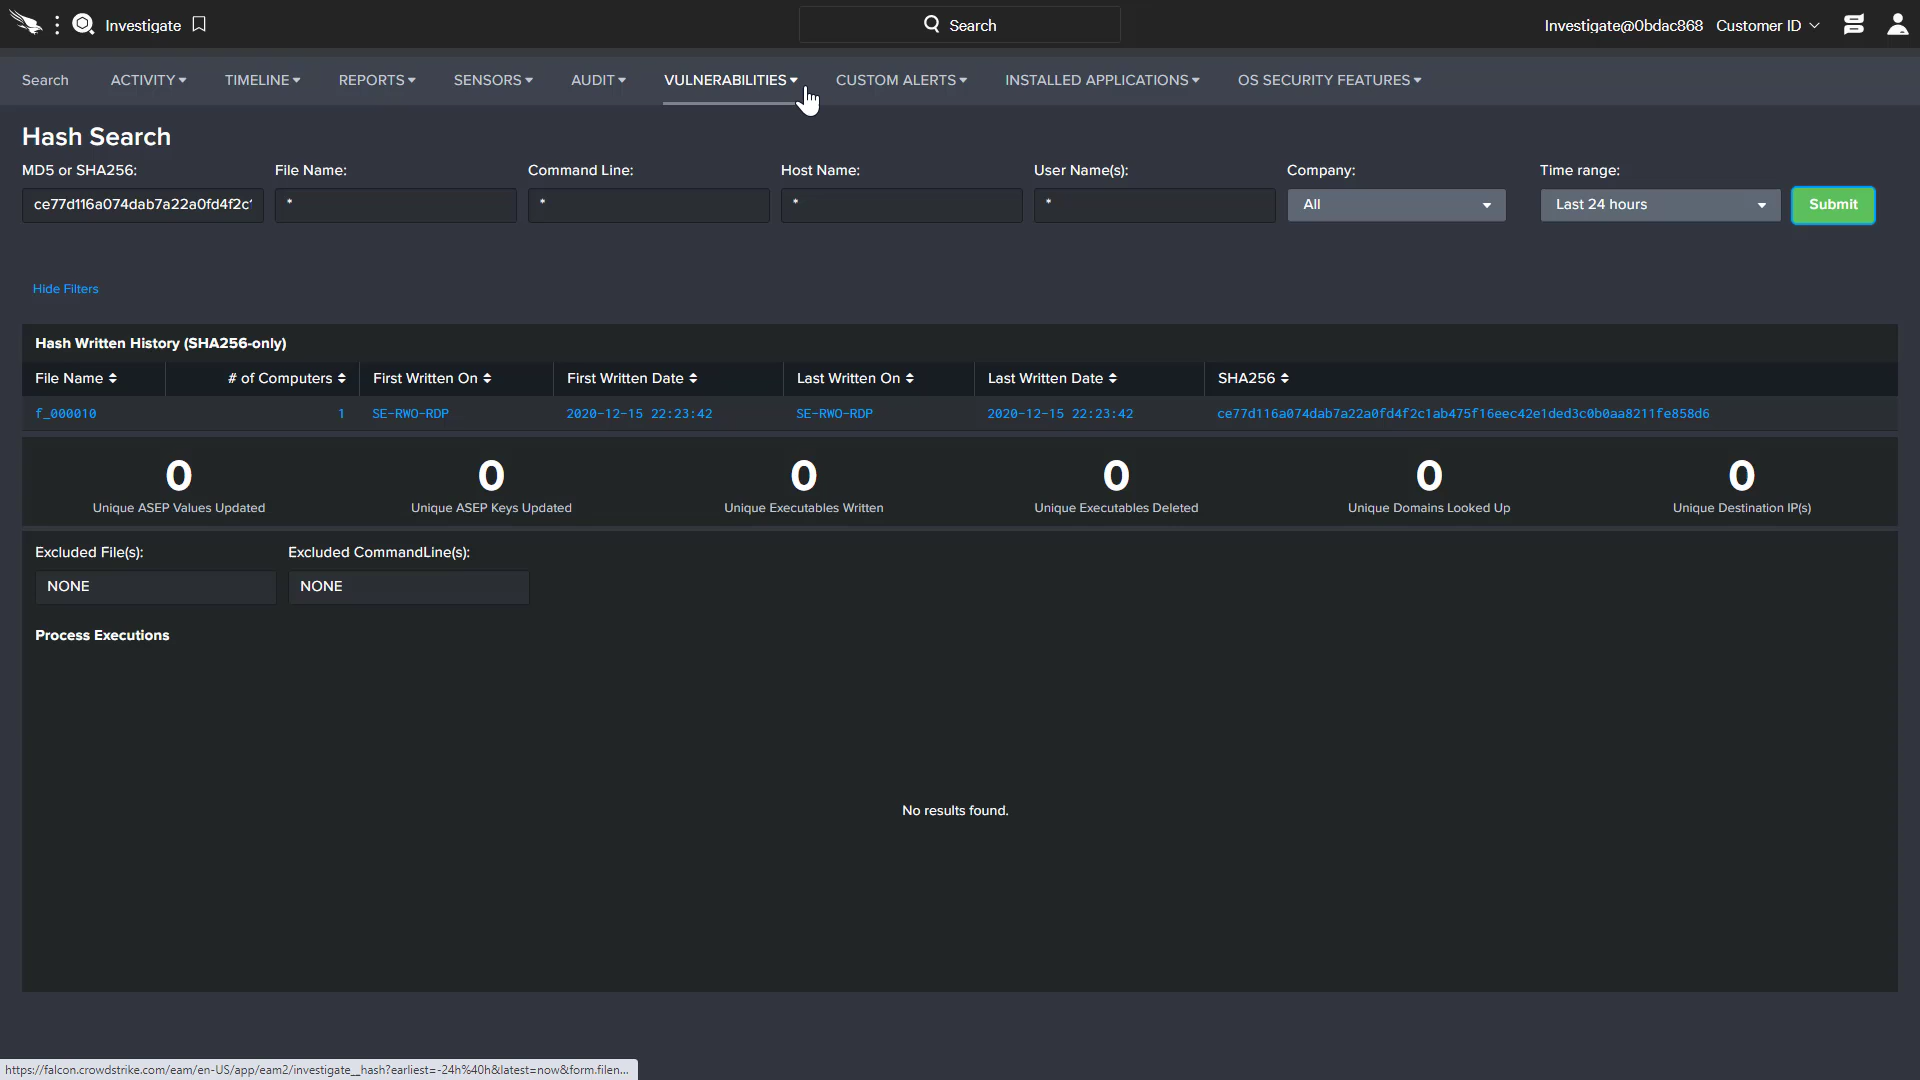 Investigate
Search
Investigate@0bdac868 Customer ID
Search ACTIVITY TIMELINE REPORTS SENSORS AUDIT VULNERABILITIES CUSTOM ALERTS INSTALLED APPLICATIONS OS SECURITY FEATURES
Hash Search
MD5 or SHA256: File Name: Command Line: Host Name: User Name(s): Company: Time range:
ce77d116a074dab7a22a0fd4f2c * * * * All Last 24 hours Submit
Hide Filters
Hash Written History (SHA256-only)
File Name # of Computers First Written On First Written Date Last Written On Last Written Date SHA256
f_000010 1 SE-RWO-RDP 2020-12-15 22:23:42 SE-RWO-RDP 2020-12-15 22:23:42 ce77d116a074dab7a22a0fd4f2c1ab475f16eec42e1ded3c0b0aa8211fe858d6
0 0 0 0 0 0
Unique ASEP Values Updated Unique ASEP Keys Updated Unique Executables Written Unique Executables Deleted Unique Domains Looked Up Unique Destination IP(s)
Excluded File(s): Excluded CommandLine(s):
NONE NONE
Process Executions
No results found.
https://falcon.crowdstrike.com/eam/en-US/app/eam2/investigate__hash?earliest=-24h%40h&latest=now&form.filen...